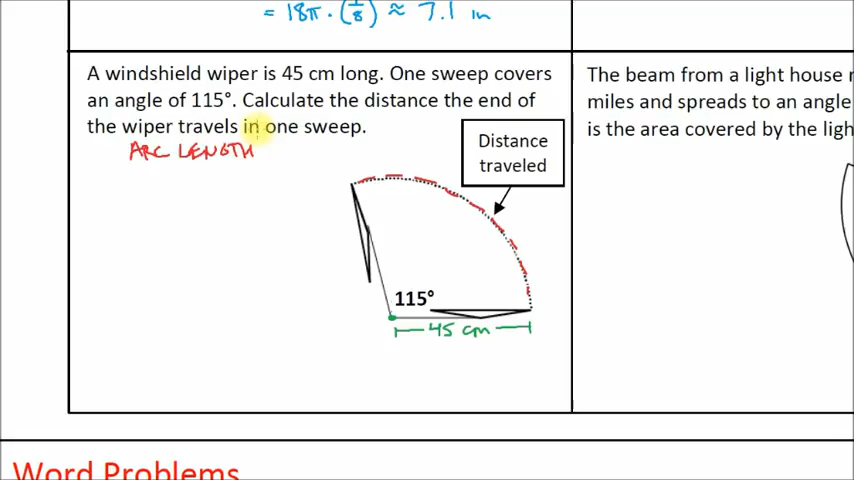 = 18π · (1/8) ≈ 7.1 in
A windshield wiper is 45 cm long. One sweep covers
an angle of 115°. Calculate the distance the end of
the wiper travels in one sweep.
ARC LENGTH
Distance
traveled
115°
45 cm
The beam from a light house
miles and spreads to an angle
is the area covered by the ligh
Word Problems